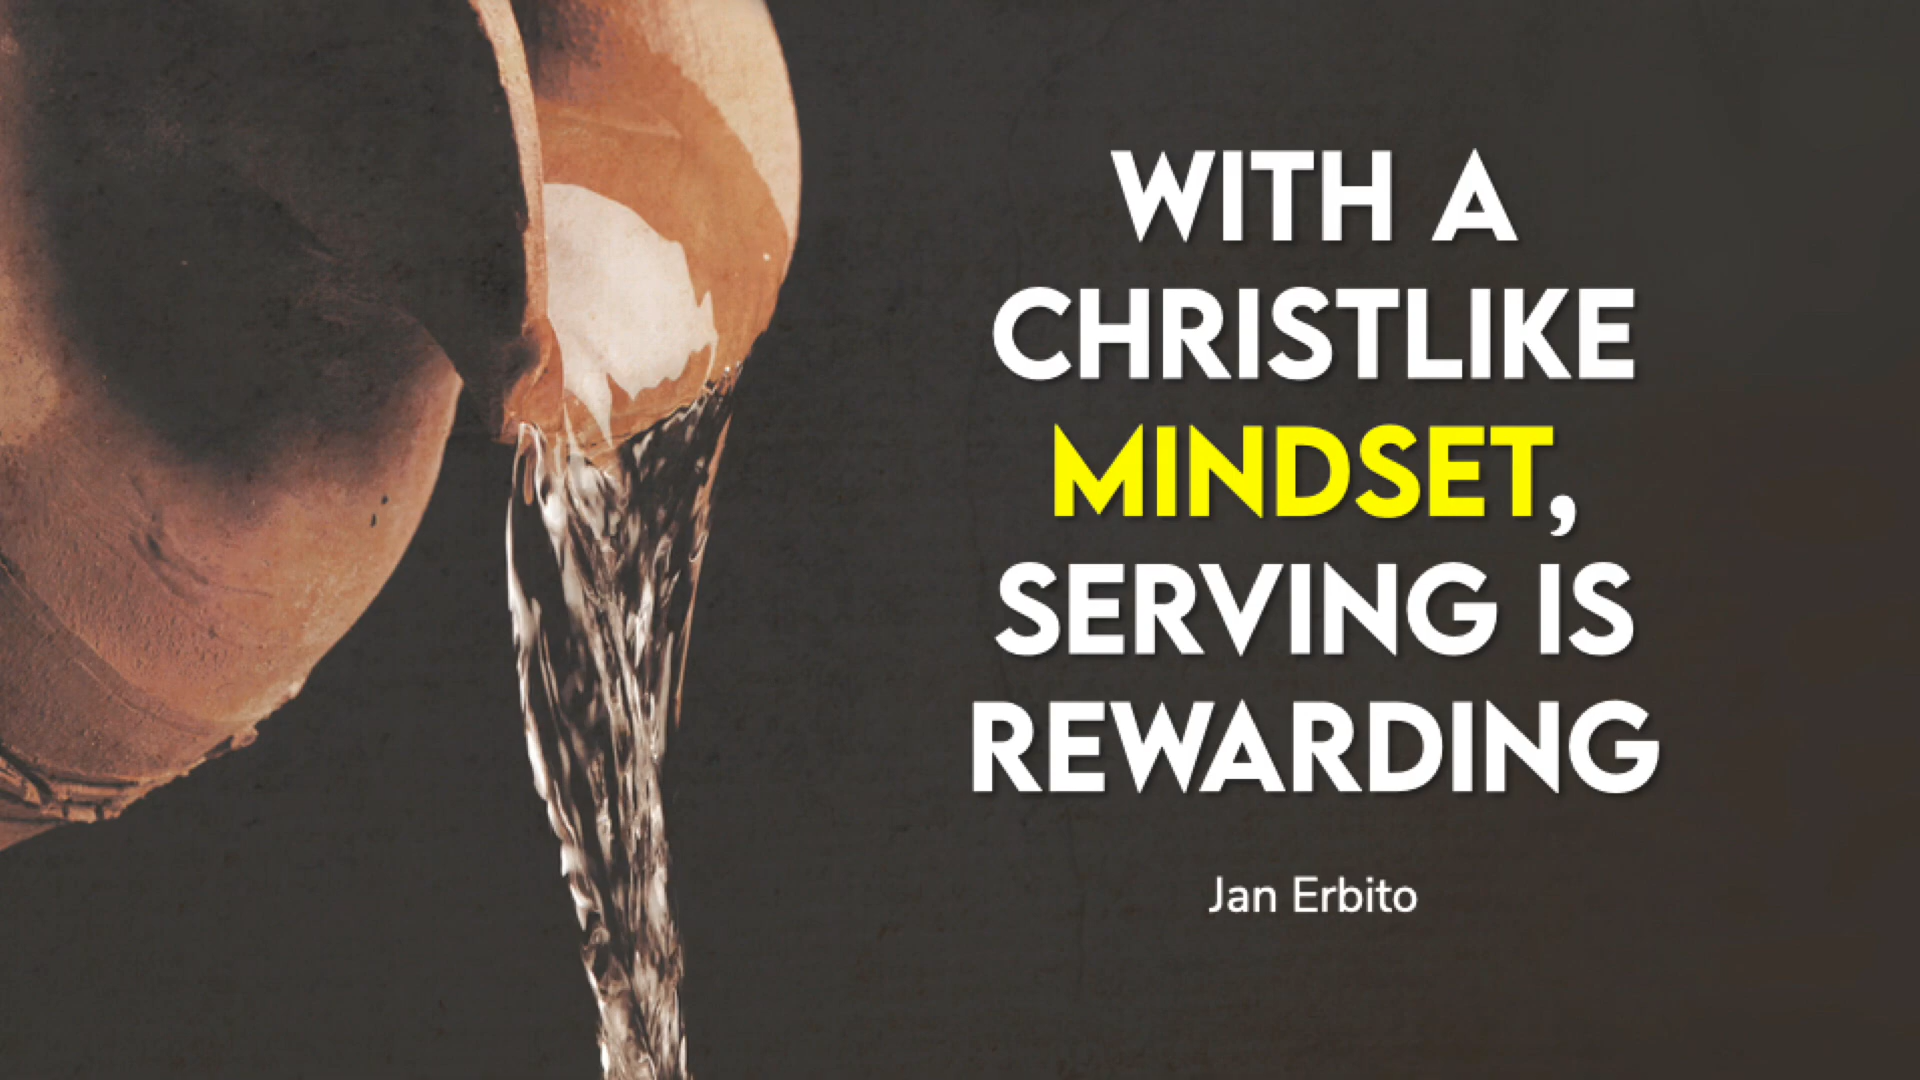 WITH A
CHRISTLIKE
MINDSET,
SERVING IS
REWARDING
Jan Erbito